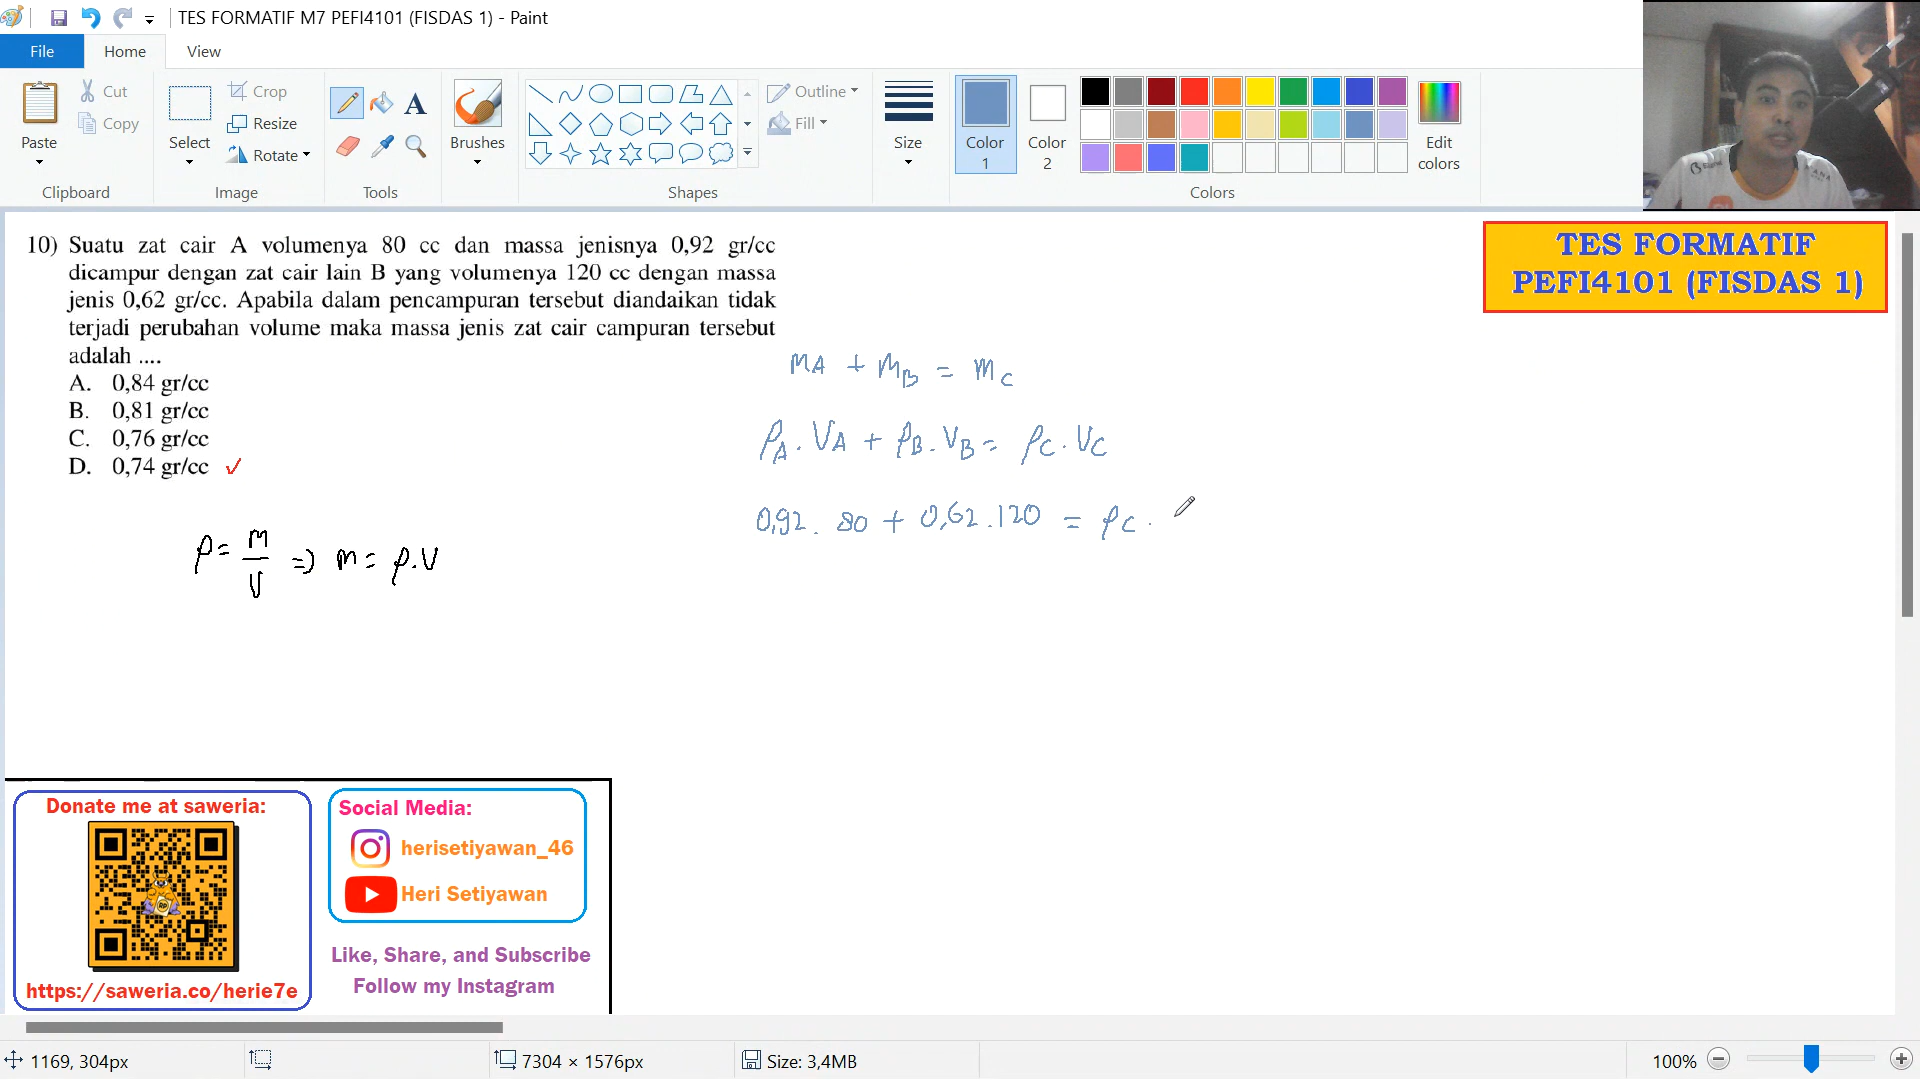 TES FORMATIF M7 PEFI4101 (FISDAS 1) - Paint
File Home View
Paste
Cut
Copy
Clipboard
Select
Crop
Resize
Rotate
Image
Tools
Brushes
Shapes
Outline
Fill
Size
Color 1
Color 2
Edit colors
Colors
TES FORMATIF
PEFI4101 (FISDAS 1)
10) Suatu zat cair A volumenya 80 cc dan massa jenisnya 0,92 gr/cc
dicampur dengan zat cair lain B yang volumenya 120 cc dengan massa
jenis 0,62 gr/cc. Apabila dalam pencampuran tersebut diandaikan tidak
terjadi perubahan volume maka massa jenis zat cair campuran tersebut
adalah ....
A. 0,84 gr/cc
B. 0,81 gr/cc
C. 0,76 gr/cc
D. 0,74 gr/cc ✓
ρ = m/V => m = ρ.V
mA + mB = mC
ρA . VA + ρB . VB = ρC . VC
0,92 . 80 + 0,62 . 120 = ρC .
Donate me at saweria:
https://saweria.co/herie7e
Social Media:
herisetiyawan_46
Heri Setiyawan
Like, Share, and Subscribe
Follow my Instagram
1169, 304px
7304 × 1576px
Size: 3,4MB
100%